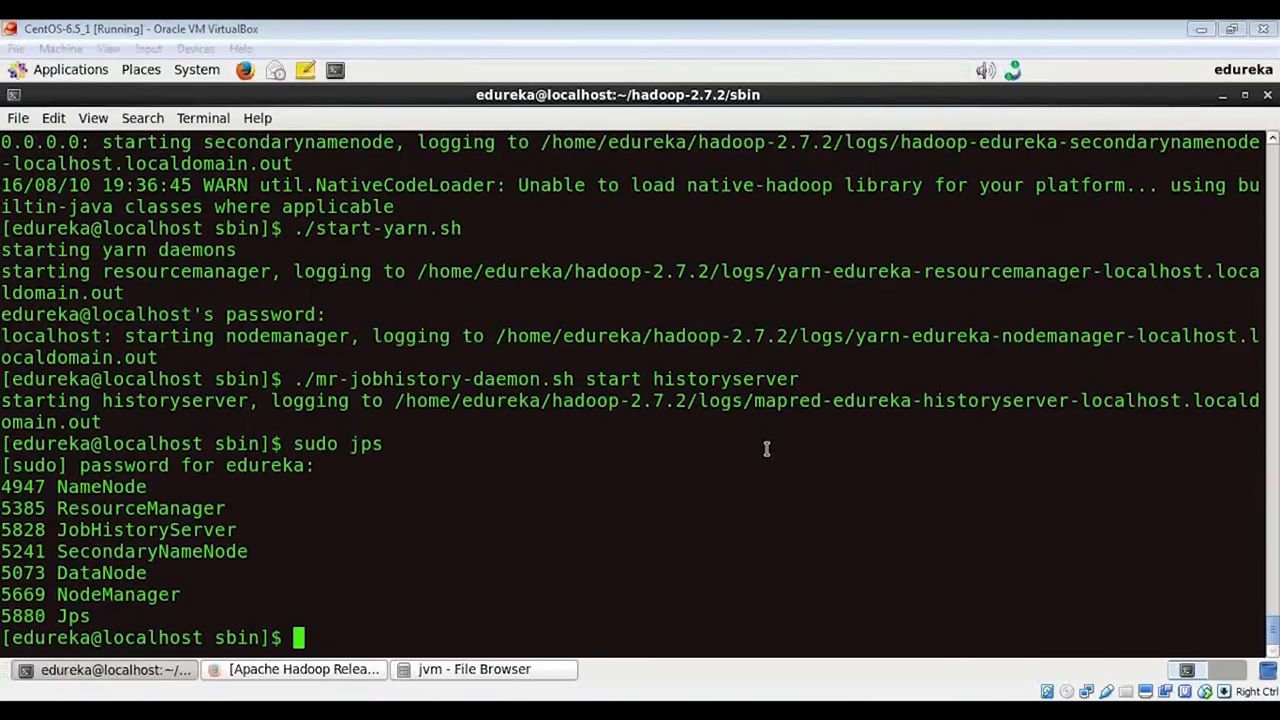 CentOS-6.5_1 [Running] - Oracle VM VirtualBox
File Machine View Input Devices Help
Applications Places System edureka
edureka@localhost:~/hadoop-2.7.2/sbin
File Edit View Search Terminal Help
0.0.0.0: starting secondarynamenode, logging to /home/edureka/hadoop-2.7.2/logs/hadoop-edureka-secondarynamenode
-localhost.localdomain.out
16/08/10 19:36:45 WARN util.NativeCodeLoader: Unable to load native-hadoop library for your platform... using bu
iltin-java classes where applicable
[edureka@localhost sbin]$ ./start-yarn.sh
starting yarn daemons
starting resourcemanager, logging to /home/edureka/hadoop-2.7.2/logs/yarn-edureka-resourcemanager-localhost.loca
ldomain.out
edureka@localhost's password:
localhost: starting nodemanager, logging to /home/edureka/hadoop-2.7.2/logs/yarn-edureka-nodemanager-localhost.l
ocaldomain.out
[edureka@localhost sbin]$ ./mr-jobhistory-daemon.sh start historyserver
starting historyserver, logging to /home/edureka/hadoop-2.7.2/logs/mapred-edureka-historyserver-localhost.locald
omain.out
[edureka@localhost sbin]$ sudo jps
[sudo] password for edureka:
4947 NameNode
5385 ResourceManager
5828 JobHistoryServer
5241 SecondaryNameNode
5073 DataNode
5669 NodeManager
5880 Jps
[edureka@localhost sbin]$
edureka@localhost:~/... [Apache Hadoop Relea... jvm - File Browser
Right Ctrl